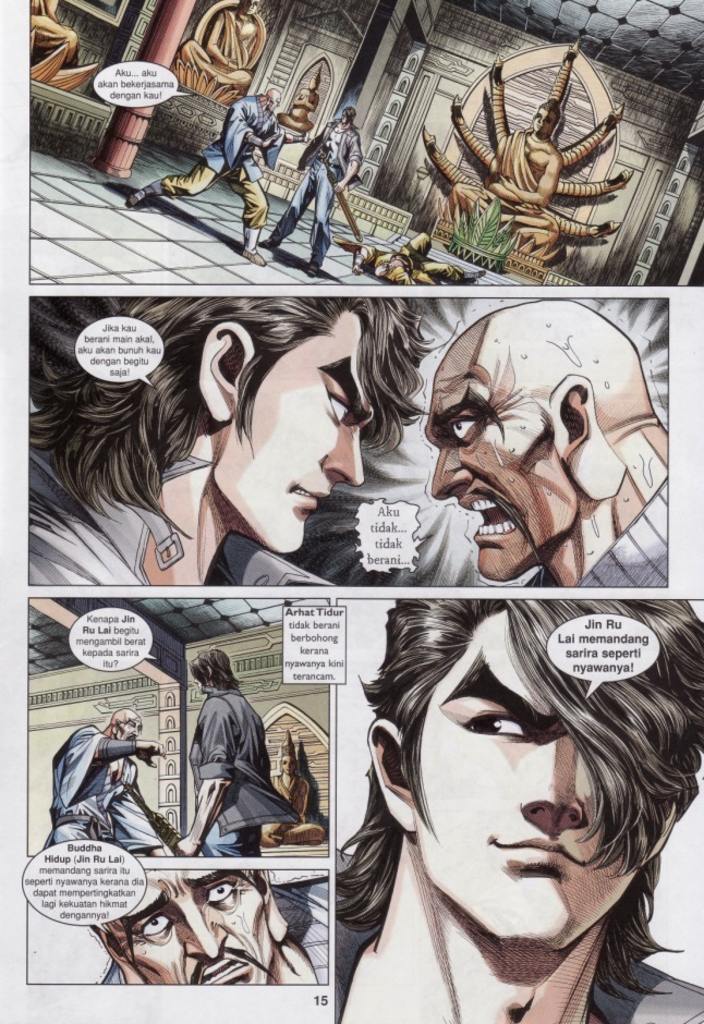 Aku... aku
akan bekerjasama
dengan kau!
Jika kau
berani main akal,
aku akan bunuh kau
dengan begitu
saja!
Aku
tidak...
tidak
berani...
Kenapa Jin
Ru Lai begitu
mengambil berat
kepada sarira
itu?
Arhat Tidur
tidak berani
berbohong
kerana
nyawanya kini
terancam.
Buddha
Hidup (Jin Ru Lai)
memandang sarira itu
seperti nyawanya kerana dia
dapat mempertingkatkan
lagi kekuatan hikmat
dengannya!
Jin Ru
Lai memandang
sarira seperti
nyawanya!
15